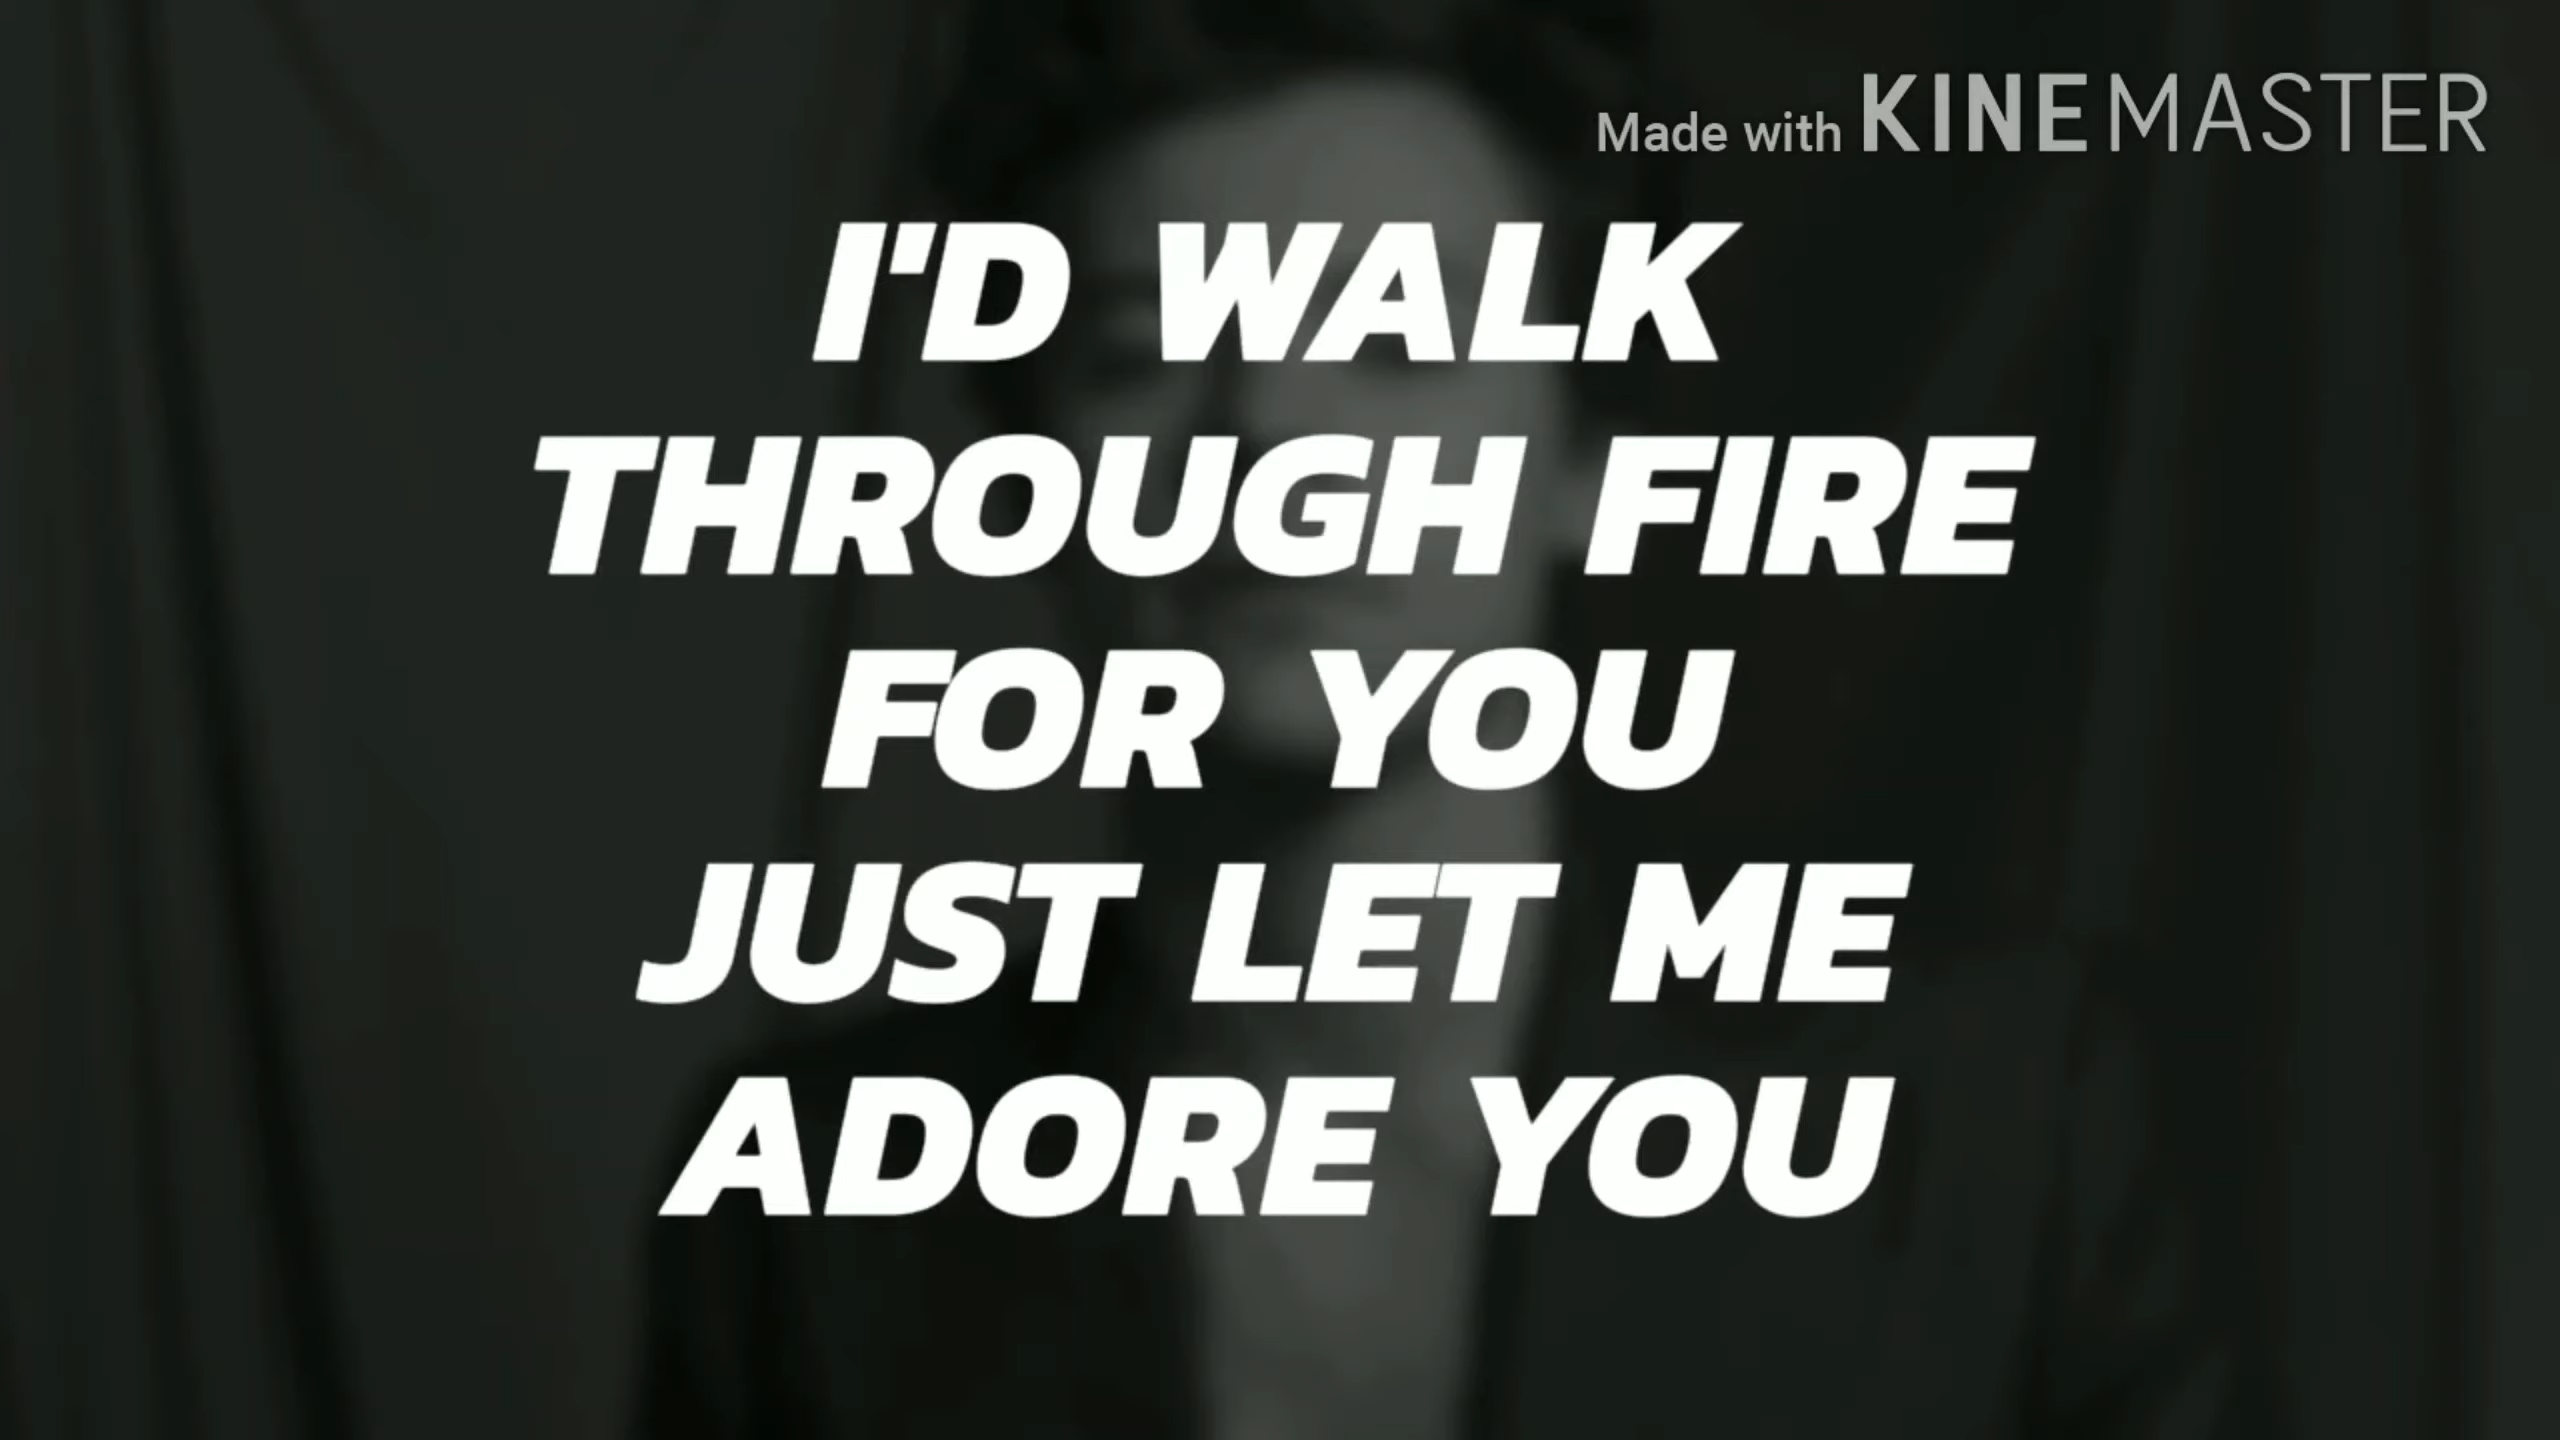 Made with KINEMASTER
I'D WALK
THROUGH FIRE
FOR YOU
JUST LET ME
ADORE YOU